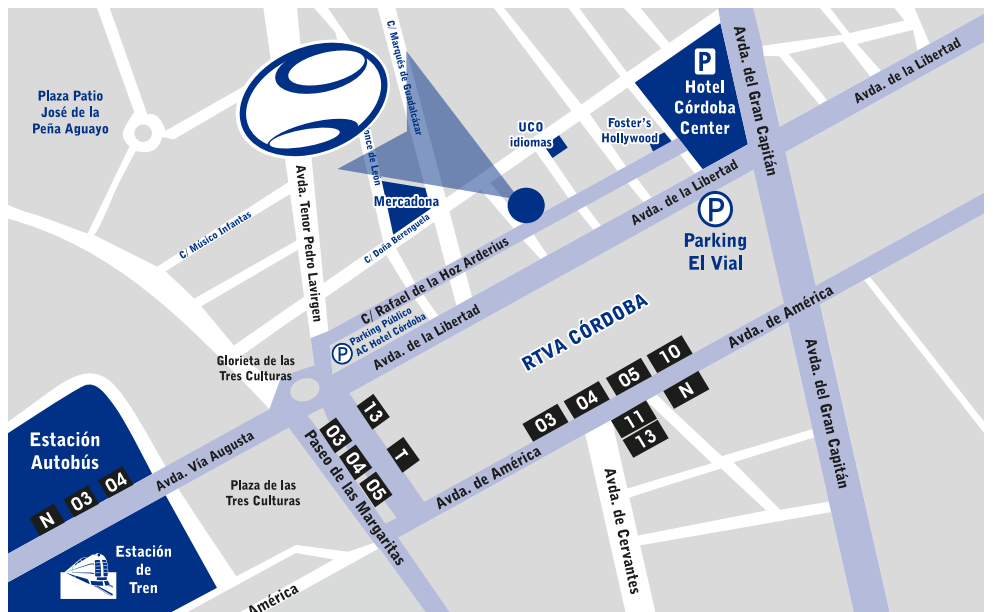 Plaza Patio
José de la
Peña Aguayo
C/ Marqués de Guadalcázar
UCO
idiomas
Foster's
Hollywood
P
Hotel
Córdoba
Center
Avda. del Gran Capitán
Avda. de la Libertad
once de León
Mercadona
C/ Músico Infantas
Avda. Tenor Pedro Lavirgen
C/ Doña Berenguela
C/ Rafael de la Hoz Arderius
Avda. de la Libertad
P
Parking
El Vial
P
Parking Público
AC Hotel Córdoba
Avda. de la Libertad
RTVA CÓRDOBA
Avda. de América
Glorieta de las
Tres Culturas
03
04
05
10
N
11
13
Avda. del Gran Capitán
13
T
03
04
05
Paseo de las Margaritas
Estación
Autobús
N
03
04
Avda. Vía Augusta
Plaza de las
Tres Culturas
Avda. de América
Avda. de Cervantes
Estación
de
Tren
América